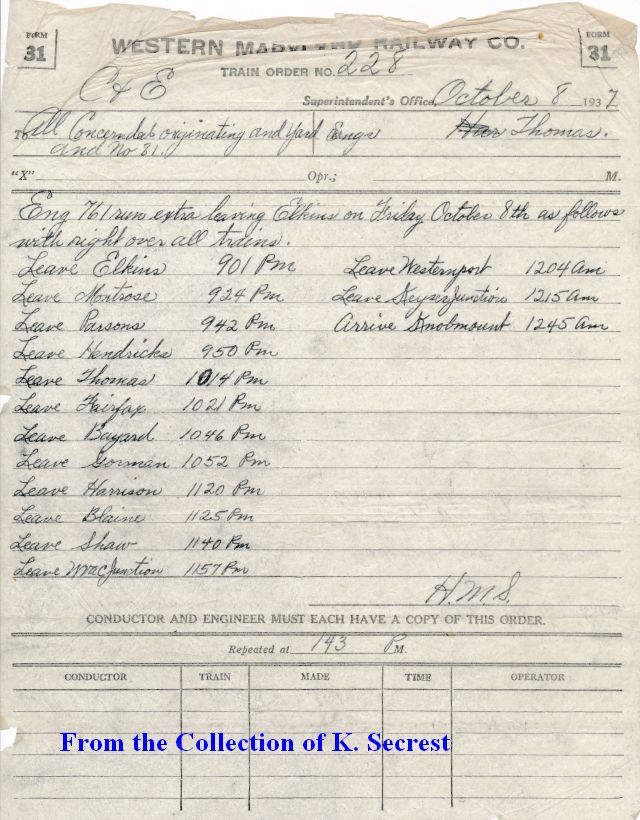 FORM 31
WESTERN MARYLAND RAILWAY CO.
FORM 31
TRAIN ORDER NO. 228
C & E
Superintendent's Office, October 8 1937
To All Concerned at originating and yard Engs Thomas.
and No 81.
"X" Opr.; M.
Eng 761 run extra leaving Elkins on Friday October 8th as follows
with right over all trains.
Leave Elkins 901 Pm Leave Westernport 1204 am
Leave Montrose 924 Pm Leave Keyser Junction 1215 am
Leave Parsons 942 Pm Arrive Knobmount 1245 am
Leave Hendricks 950 Pm
Leave Thomas 1014 Pm
Leave Fairfax 1021 Pm
Leave Bayard 1046 Pm
Leave Gorman 1052 Pm
Leave Harrison 1120 Pm
Leave Blaine 1125 Pm
Leave Shaw 1140 Pm
Leave Junction 1157 Pm
H.M.S.
CONDUCTOR AND ENGINEER MUST EACH HAVE A COPY OF THIS ORDER.
Repeated at 143 P M.
CONDUCTOR TRAIN MADE TIME OPERATOR
From the Collection of K. Secrest